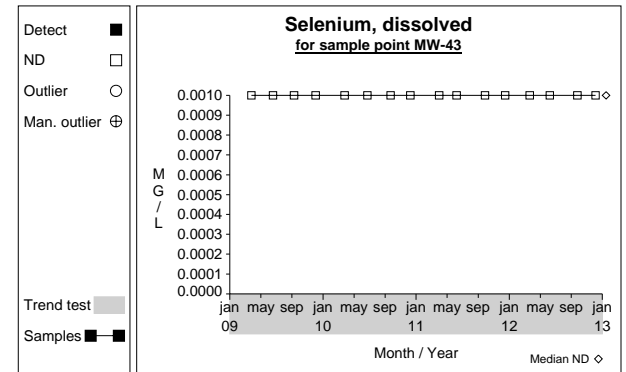 Detect
ND
Outlier
Man. outlier
Trend test
Samples
Selenium, dissolved
for sample point MW-43
M
G
/
L
0.0010
0.0009
0.0008
0.0007
0.0006
0.0005
0.0004
0.0003
0.0002
0.0001
0.0000
jan may sep jan may sep jan may sep jan may sep jan
09 10 11 12 13
Month / Year
Median ND